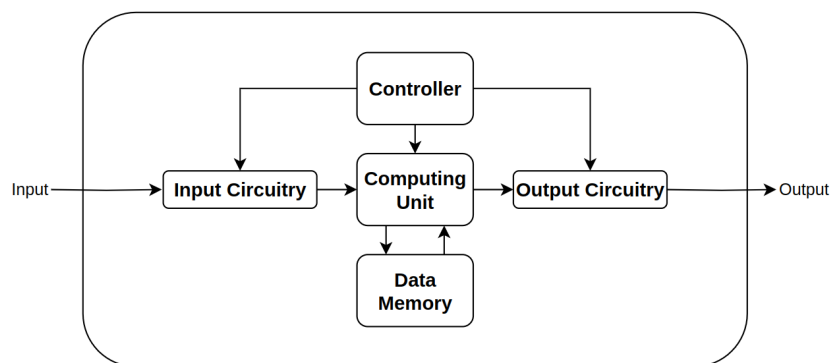 Controller
Input
Input Circuitry
Computing
Unit
Output Circuitry
Output
Data
Memory